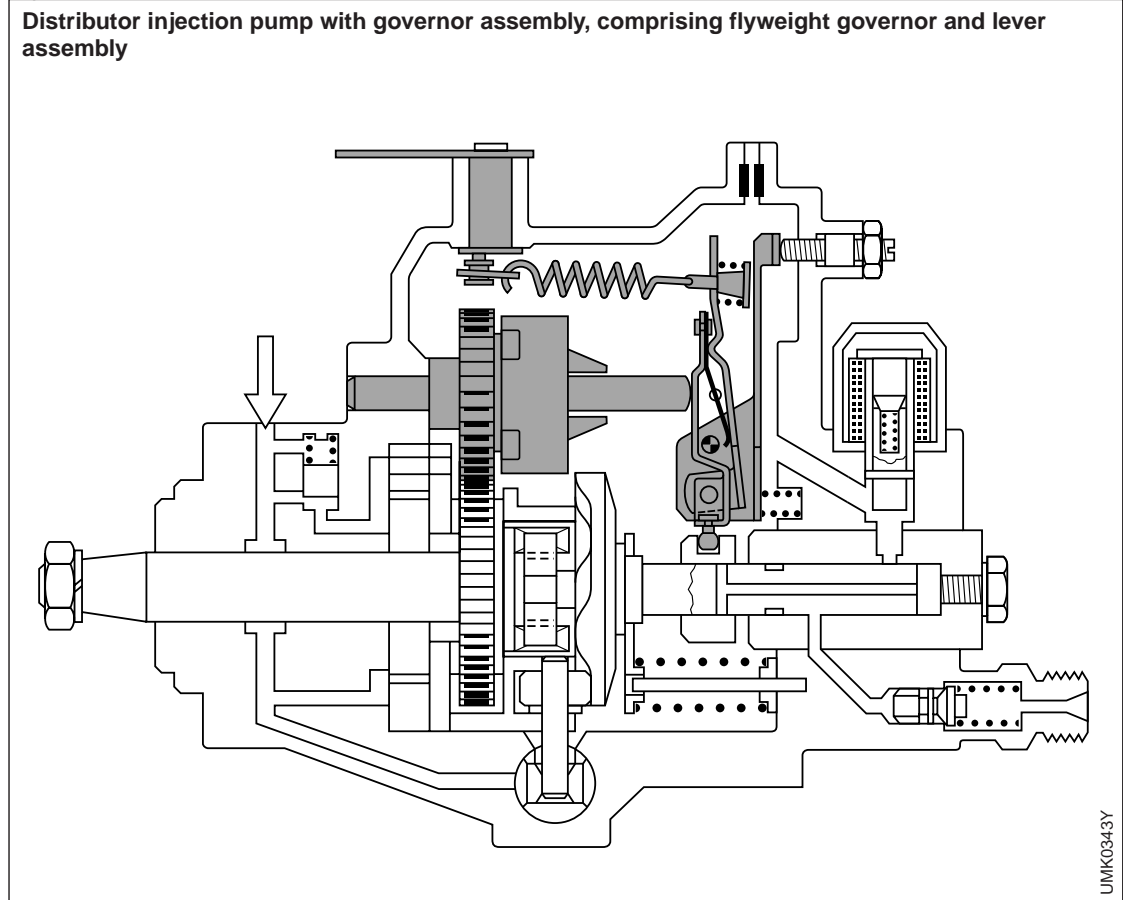 Distributor injection pump with governor assembly, comprising flyweight governor and lever
assembly
UMK0343Y